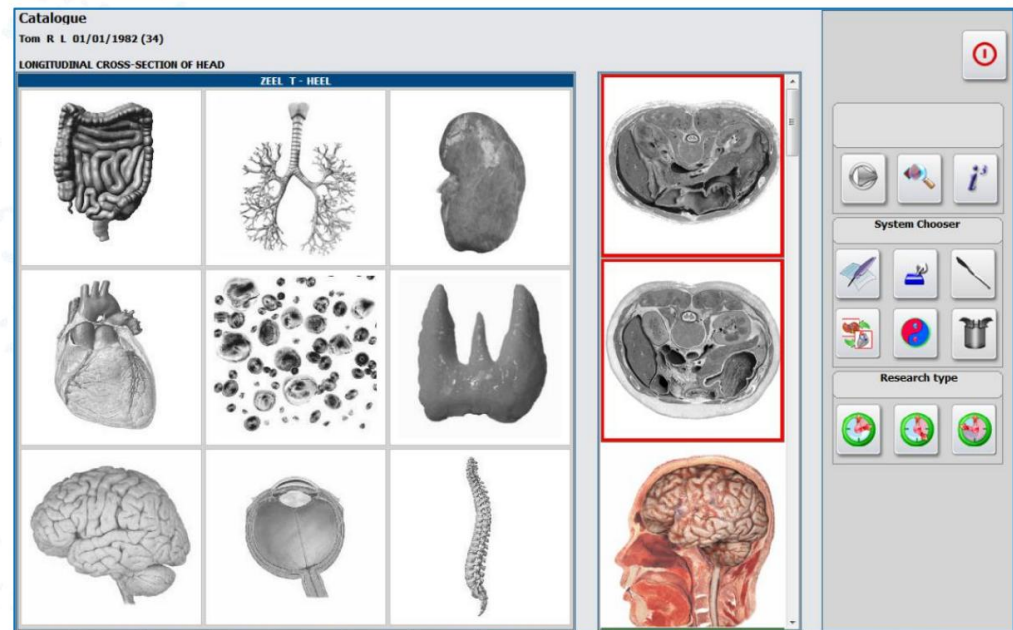 Catalogue
Tom R L 01/01/1982 (34)
LONGITUDINAL CROSS-SECTION OF HEAD
ZEEL T - HEEL
System Chooser
Research type